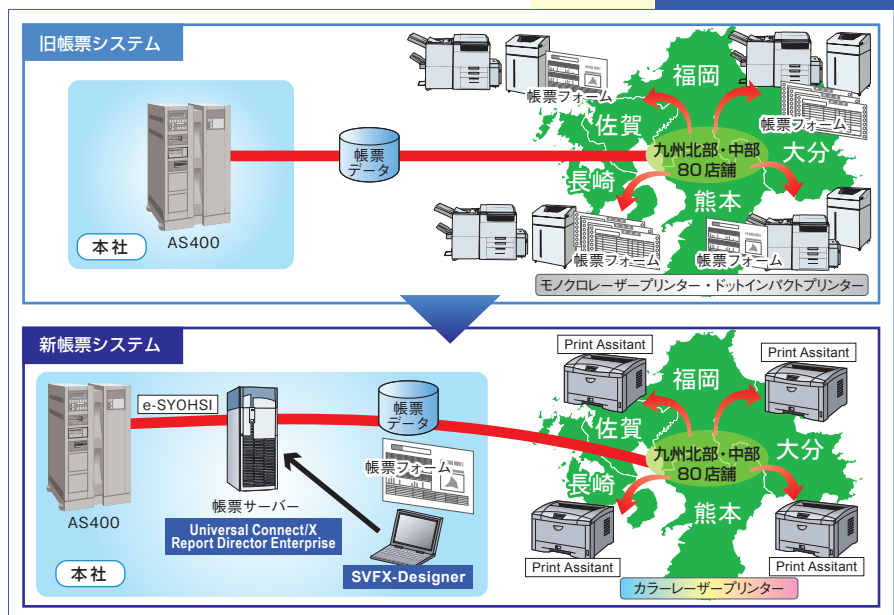 旧帳票システム
本社
AS400
帳票
データ
帳票フォーム
帳票フォーム
福岡
佐賀
九州北部・中部
80店舗
大分
長崎
熊本
帳票フォーム
帳票フォーム
モノクロレーザープリンター・ドットインパクトプリンター
新帳票システム
AS400
本社
e-SYOHSI
帳票サーバー
Universal Connect/X
Report Director Enterprise
帳票
データ
帳票フォーム
SVFX-Designer
Print Assitant
Print Assitant
福岡
佐賀
九州北部・中部
80店舗
大分
長崎
熊本
Print Assitant
Print Assitant
カラーレーザープリンター